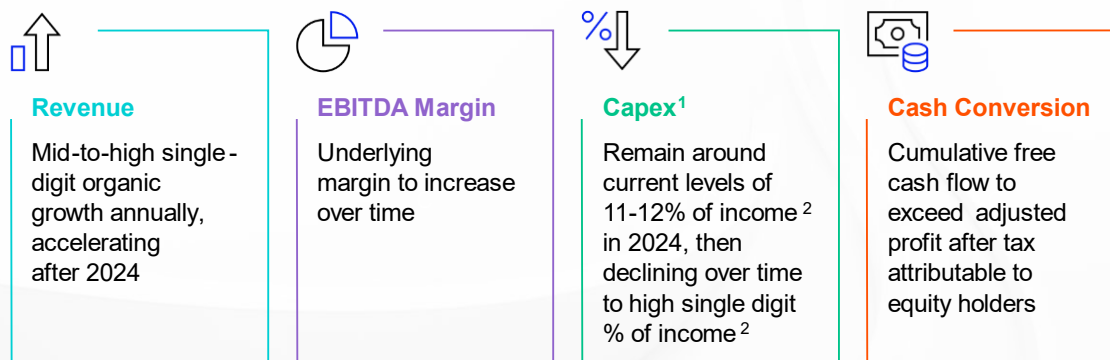 %
Revenue
Mid-to-high single-
digit organic
growth annually,
accelerating
after 2024
EBITDA Margin
Underlying
margin to increase
over time
Capex¹
Remain around
current levels of
11-12% of income ²
in 2024, then
declining over time
to high single digit
% of income ²
Cash Conversion
Cumulative free
cash flow to
exceed adjusted
profit after tax
attributable to
equity holders